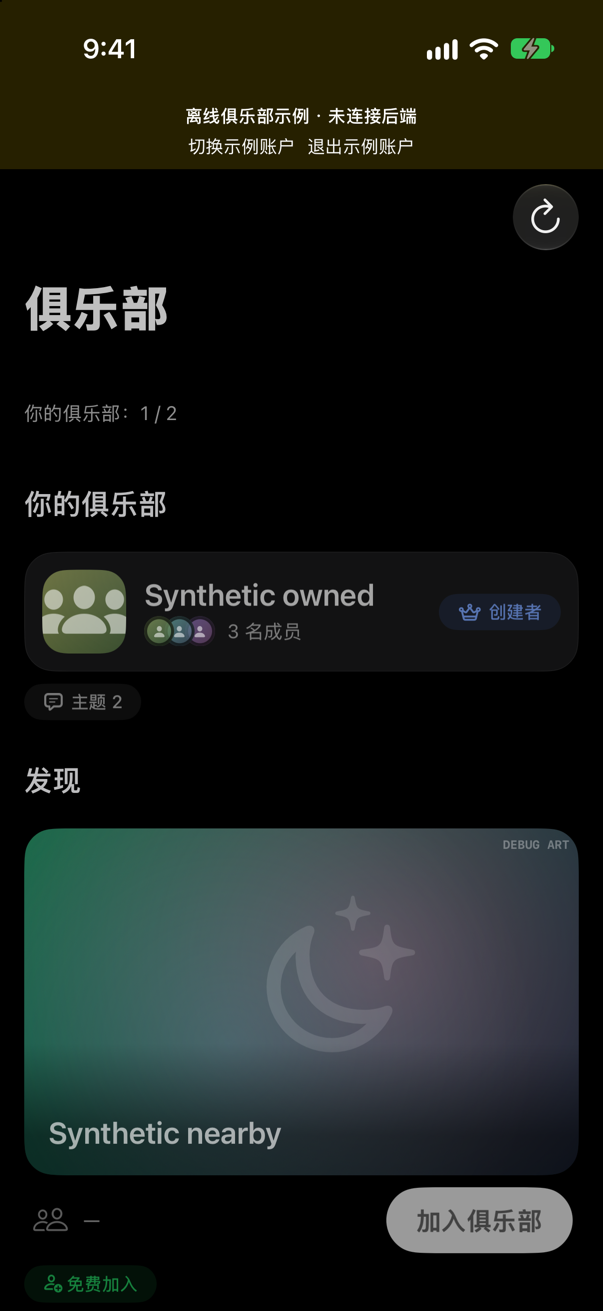 9:41
离线俱乐部示例 · 未连接后端
切换示例账户 退出示例账户
俱乐部
你的俱乐部：1 / 2
你的俱乐部
Synthetic owned
3 名成员
创建者
主题 2
发现
DEBUG ART
Synthetic nearby
—
加入俱乐部
免费加入